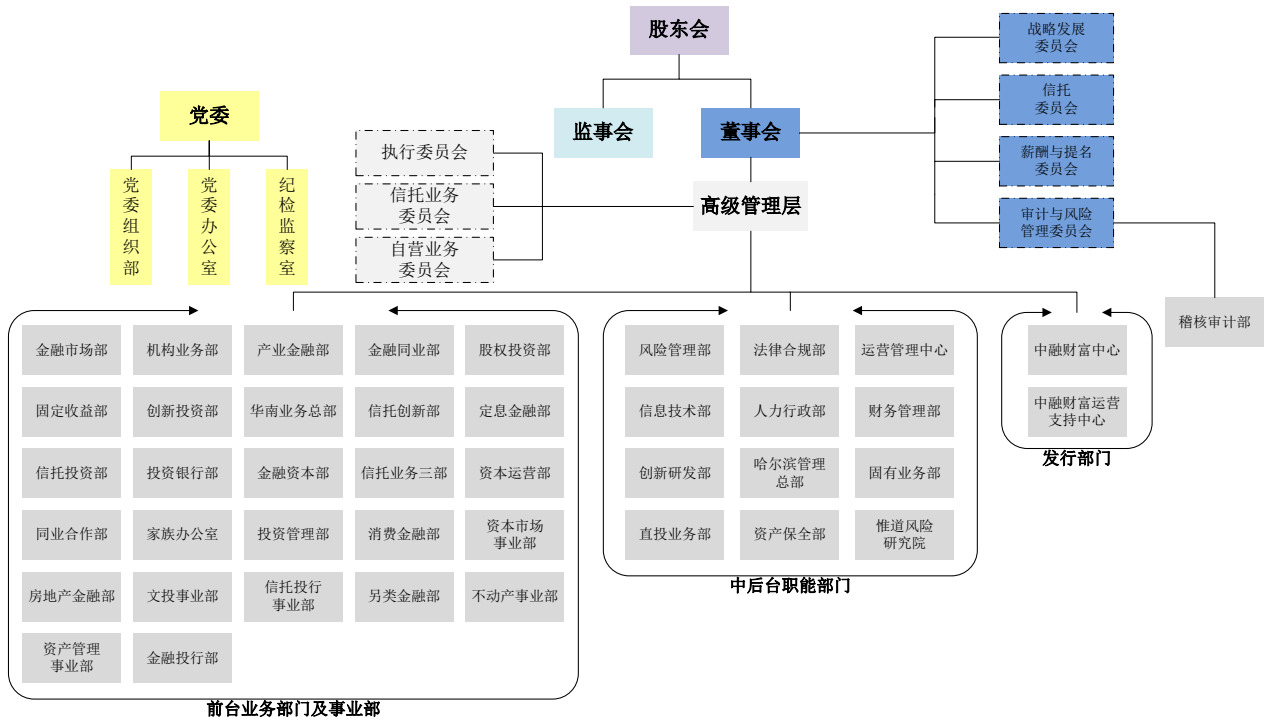 股东会
监事会
董事会
高级管理层
战略发展
委员会
信托
委员会
薪酬与提名
委员会
审计与风险
管理委员会
稽核审计部
党委
党委组织部
党委办公室
纪检监察室
执行委员会
信托业务
委员会
自营业务
委员会
金融市场部
机构业务部
产业金融部
金融同业部
股权投资部
固定收益部
创新投资部
华南业务总部
信托创新部
定息金融部
信托投资部
投资银行部
金融资本部
信托业务三部
资本运营部
同业合作部
家族办公室
投资管理部
消费金融部
资本市场
事业部
房地产金融部
文投事业部
信托投行
事业部
另类金融部
不动产事业部
资产管理
事业部
金融投行部
前台业务部门及事业部
风险管理部
法律合规部
运营管理中心
信息技术部
人力行政部
财务管理部
创新研发部
哈尔滨管理
总部
固有业务部
直投业务部
资产保全部
惟道风险
研究院
中后台职能部门
中融财富中心
中融财富运营
支持中心
发行部门